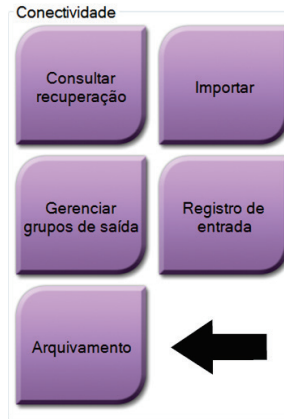 Conectividade
Consultar
recuperação
Importar
Gerenciar
grupos de saída
Registro de
entrada
Arquivamento